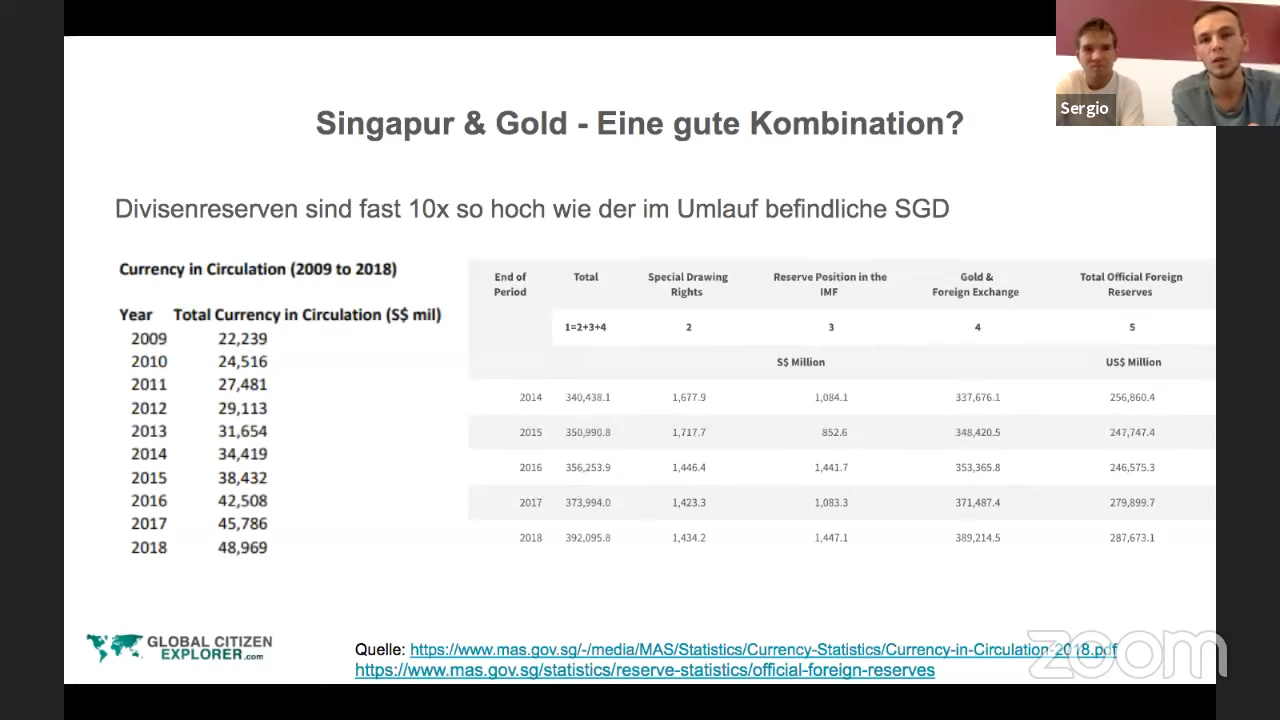 Sergio
Singapur & Gold - Eine gute Kombination?
Divisenreserven sind fast 10x so hoch wie der im Umlauf befindliche SGD
Currency in Circulation (2009 to 2018)
Year Total Currency in Circulation (S$ mil)
2009 22,239
2010 24,516
2011 27,481
2012 29,113
2013 31,654
2014 34,419
2015 38,432
2016 42,508
2017 45,786
2018 48,969
End of Period Total Special Drawing Rights Reserve Position in the IMF Gold & Foreign Exchange Total Official Foreign Reserves
1=2+3+4 2 3 4 5
S$ Million US$ Million
2014 340,438.1 1,677.9 1,084.1 337,676.1 256,860.4
2015 350,990.8 1,717.7 852.6 348,420.5 247,747.4
2016 356,253.9 1,446.4 1,441.7 353,365.8 246,575.3
2017 373,994.0 1,423.3 1,083.3 371,487.4 279,899.7
2018 392,095.8 1,434.2 1,447.1 389,214.5 287,673.1
GLOBAL CITIZEN
EXPLORER.com
Quelle: https://www.mas.gov.sg/-/media/MAS/Statistics/Currency-Statistics/Currency-in-Circulation-2018.pdf
https://www.mas.gov.sg/statistics/reserve-statistics/official-foreign-reserves
zoom